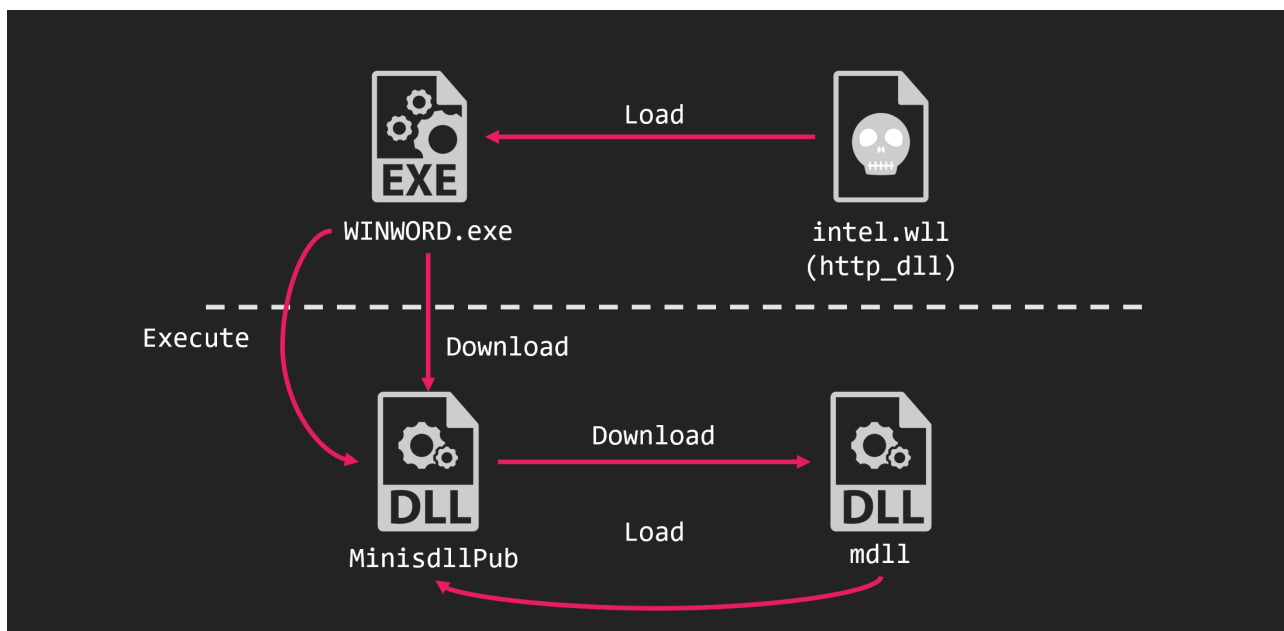 Load
EXE
WINWORD.exe
intel.wll
(http_dll)
Execute
Download
Download
DLL
DLL
Load
MinisdllPub
mdll